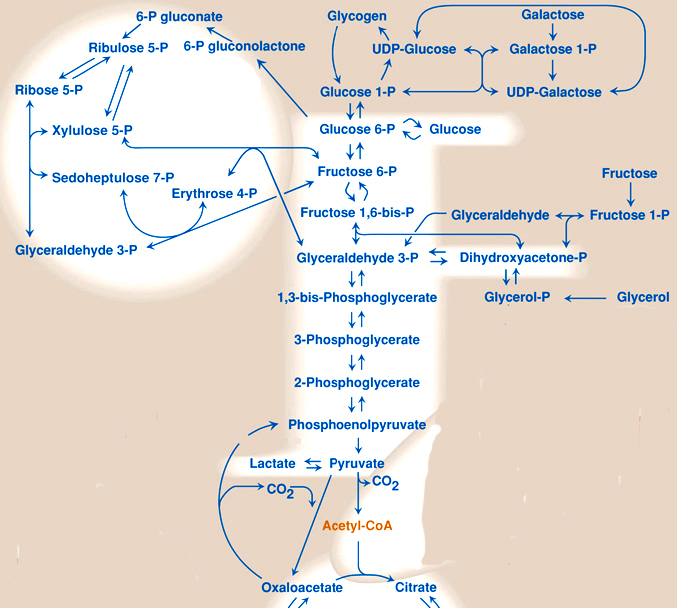 6-P gluconate
Glycogen
Galactose
Ribulose 5-P
6-P gluconolactone
UDP-Glucose
Galactose 1-P
Ribose 5-P
Glucose 1-P
UDP-Galactose
Xylulose 5-P
Glucose 6-P
Glucose
Fructose 6-P
Sedoheptulose 7-P
Erythrose 4-P
Fructose
Fructose 1,6-bis-P
Glyceraldehyde
Fructose 1-P
Glyceraldehyde 3-P
Glyceraldehyde 3-P
Dihydroxyacetone-P
1,3-bis-Phosphoglycerate
Glycerol-P
Glycerol
3-Phosphoglycerate
2-Phosphoglycerate
Phosphoenolpyruvate
Lactate
Pyruvate
CO2
CO2
Acetyl-CoA
Oxaloacetate
Citrate